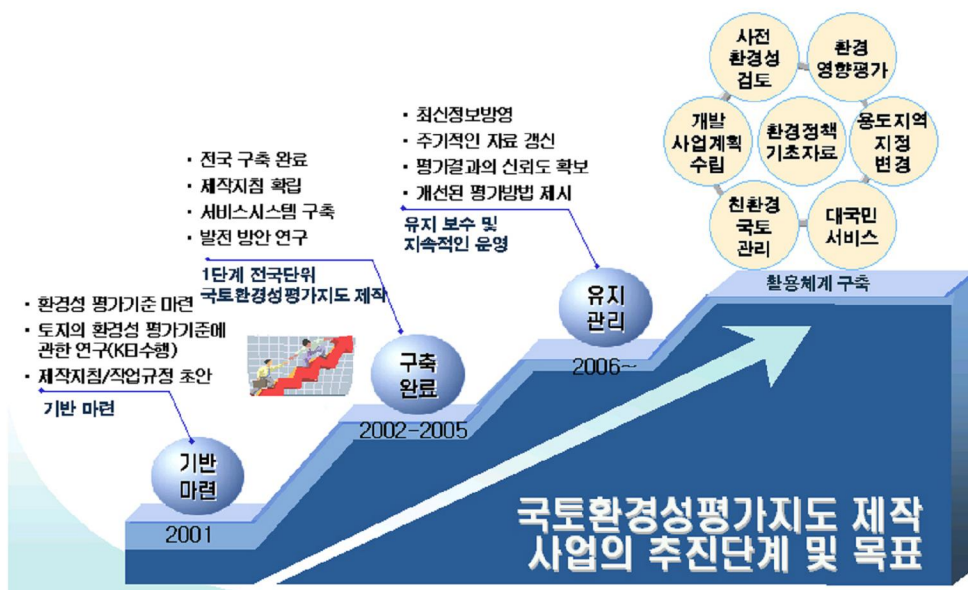 사전
환경성
검토
환경
영향평가
개발
사업계획
수립
환경정책
기초자료
용도지역
지정
변경
친환경
국토
관리
대국민
서비스
활용체계 구축
· 최신정보방영
· 주기적인 자료 갱신
· 평가결과의 신뢰도 확보
· 개선된 평가방법 제시
유지 보수 및
지속적인 운영
유지
관리
2006~
· 전국 구축 완료
· 제작지침 확립
· 서비스시스템 구축
· 발전 방안 연구
1단계 전국단위
국토환경성평가지도 제작
구축
완료
2002-2005
· 환경성 평가기준 마련
· 토지의 환경성 평가기준에
관한 연구(KEI수행)
· 제작지침/작업규정 초안
기반 마련
기반
마련
2001
국토환경성평가지도 제작
사업의 추진단계 및 목표